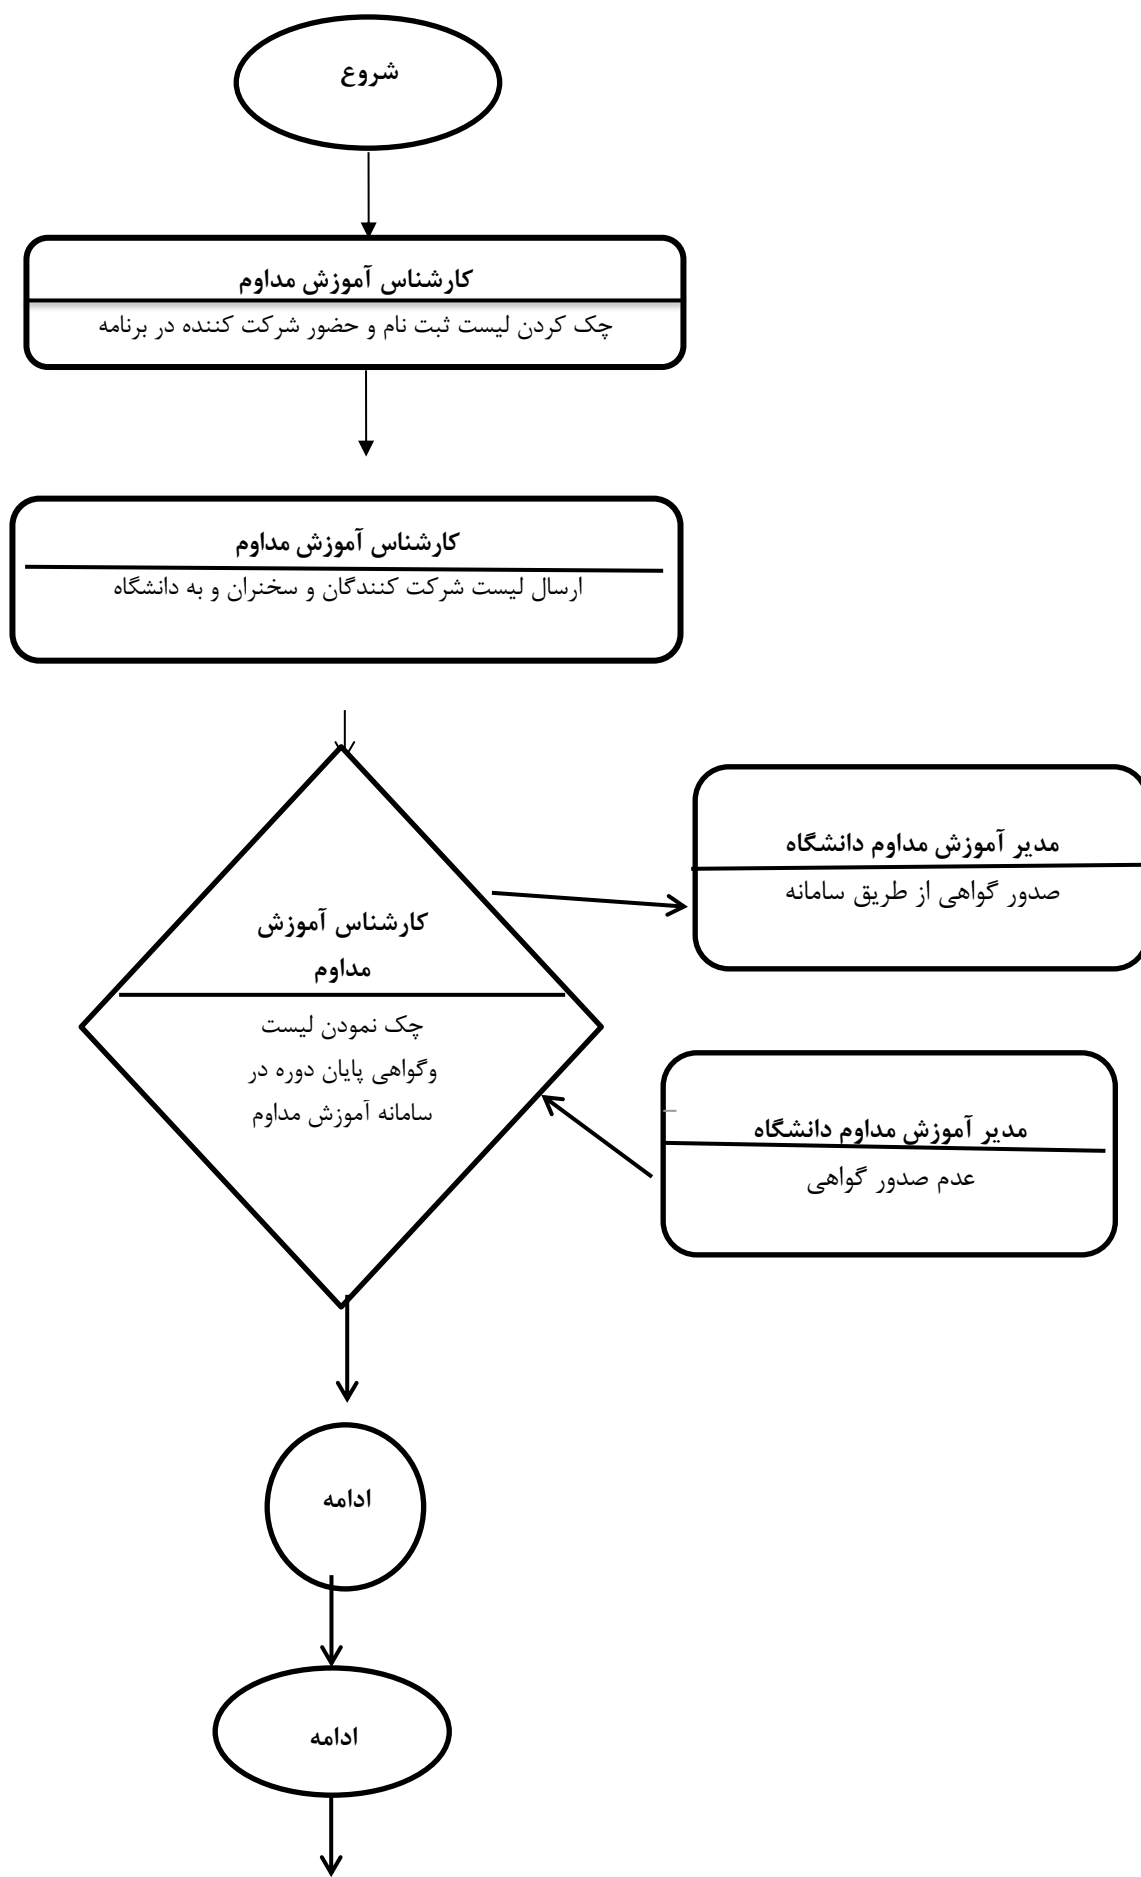 شروع
کارشناس آموزش مداوم
چک کردن لیست ثبت نام و حضور شرکت کننده در برنامه
کارشناس آموزش مداوم
ارسال لیست شرکت کنندگان و سخنران و به دانشگاه
مدیر آموزش مداوم دانشگاه
صدور گواهی از طریق سامانه
کارشناس آموزش
مداوم
چک نمودن لیست
وگواهی پایان دوره در
سامانه آموزش مداوم
مدیر آموزش مداوم دانشگاه
عدم صدور گواهی
ادامه
ادامه